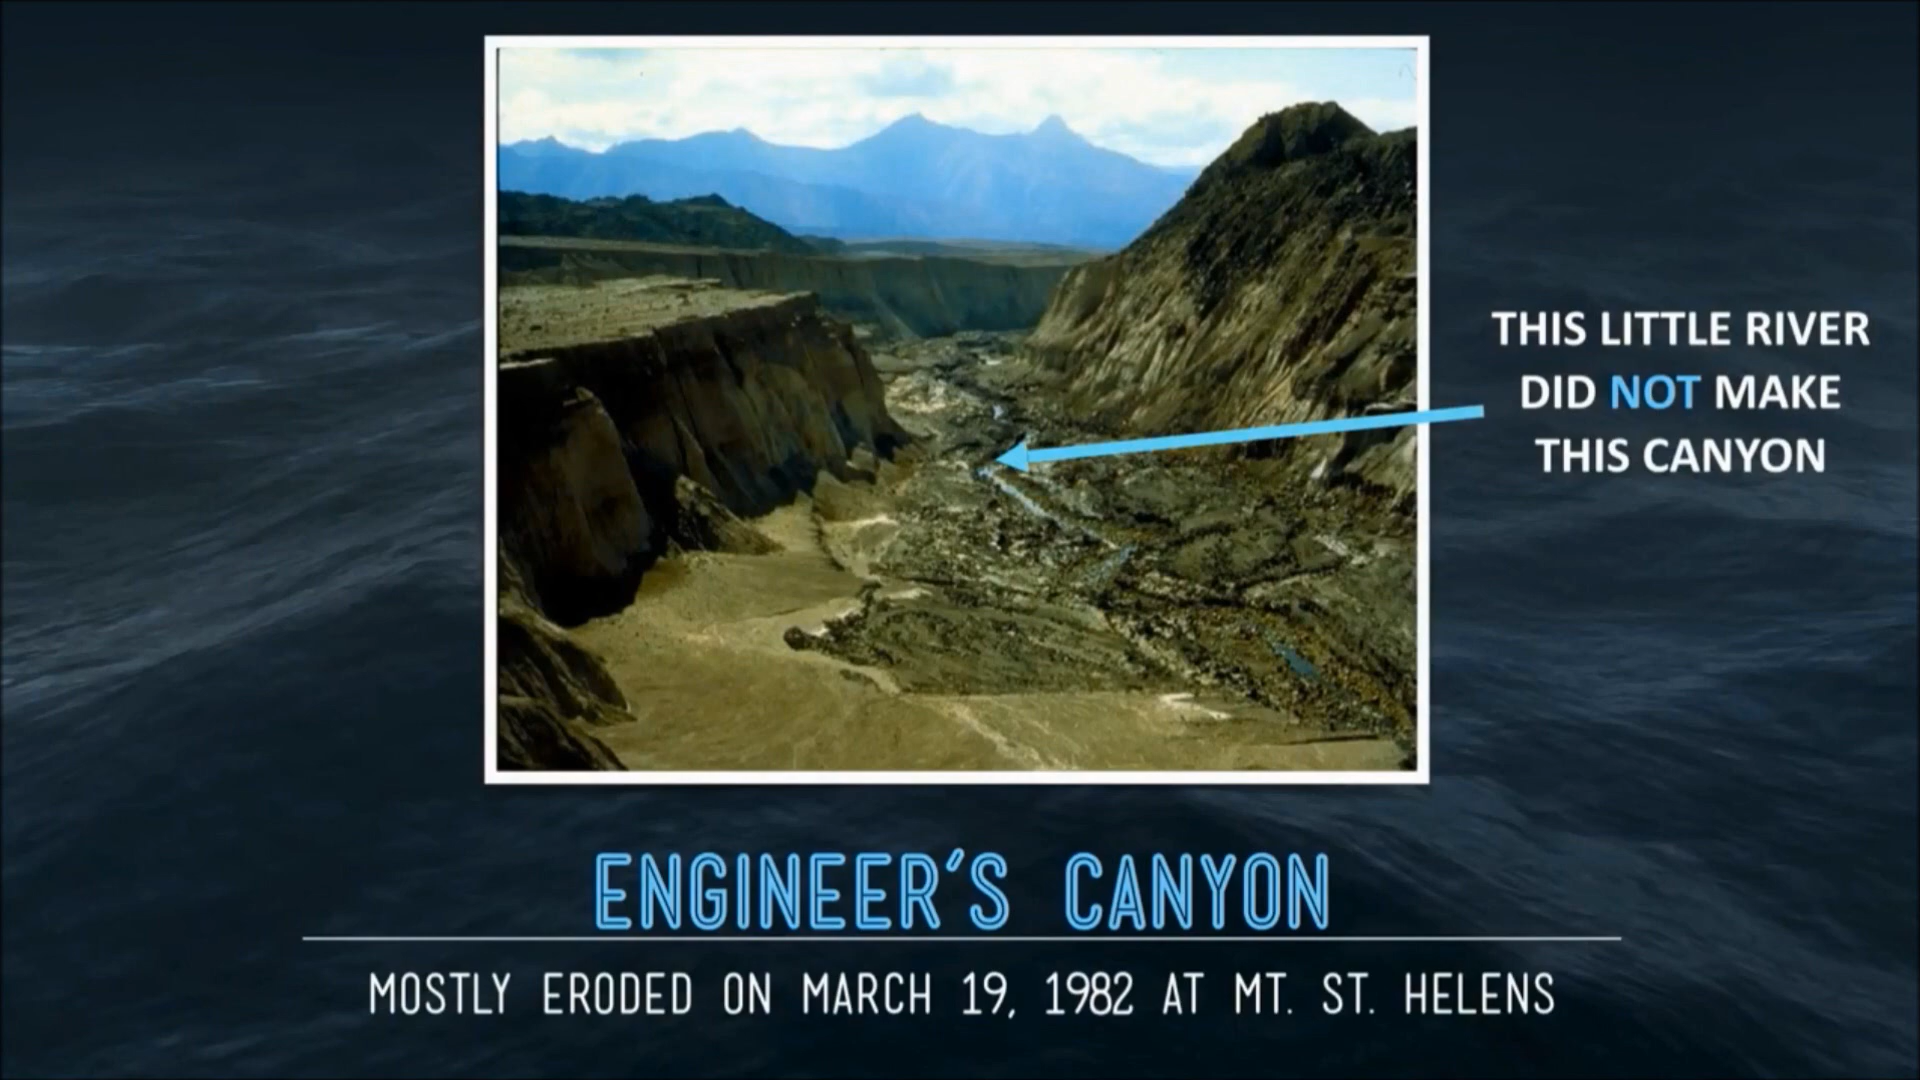 THIS LITTLE RIVER
DID NOT MAKE
THIS CANYON
ENGINEER'S CANYON
MOSTLY ERODED ON MARCH 19, 1982 AT MT. ST. HELENS